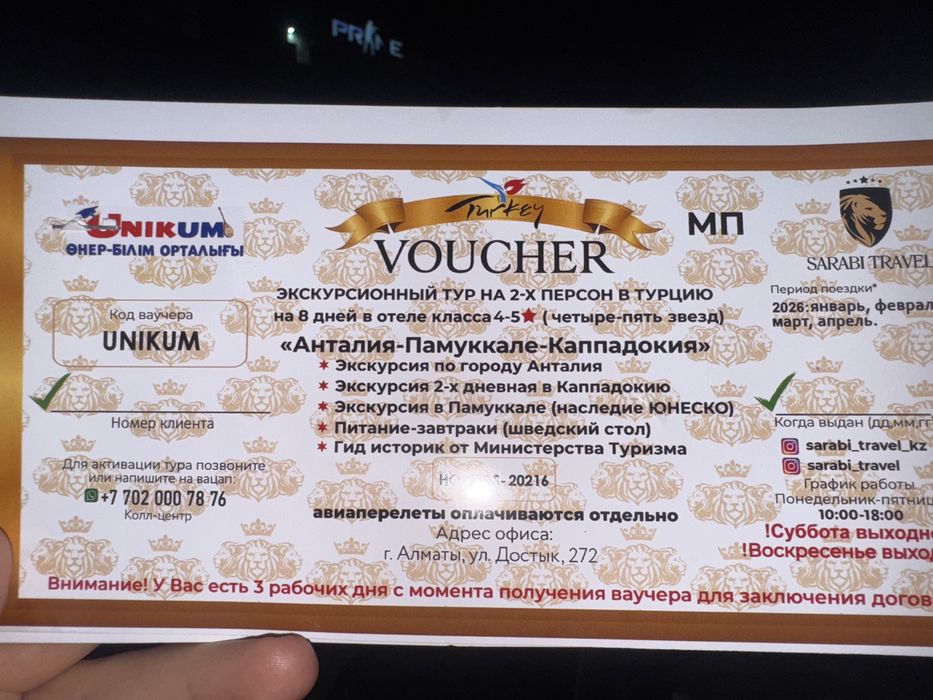 PRIME
UNIKUM
ӨНЕР-БІЛІМ ОРТАЛЫҒЫ
Turkey
VOUCHER
МП
SARABI TRAVEL
Период поездки*
2026:январь, феврал
март, апрель.
ЭКСКУРСИОННЫЙ ТУР НА 2-Х ПЕРСОН В ТУРЦИЮ
на 8 дней в отеле класса 4-5★ ( четыре-пять звезд)
«Анталия-Памуккале-Каппадокия»
Код ваучера
UNIKUM
Экскурсия по городу Анталия
Экскурсия 2-х дневная в Каппадокию
Экскурсия в Памуккале (наследие ЮНЕСКО)
Питание-завтраки (шведский стол)
Гид историк от Министерства Туризма
Номер клиента
Для активации тура позвоните
или напишите на вацап:
+7 702 000 78 76
Колл-центр
- 20216
авиаперелеты оплачиваются отдельно
Адрес офиса:
г. Алматы, ул. Достык, 272
Когда выдан (дд,мм,гг
sarabi_travel_kz
sarabi_travel
График работы
Понедельник-пятниц
10:00-18:00
!Суббота выходн
!Воскресенье выход
Внимание! У Вас есть 3 рабочих дня с момента получения ваучера для заключения догов